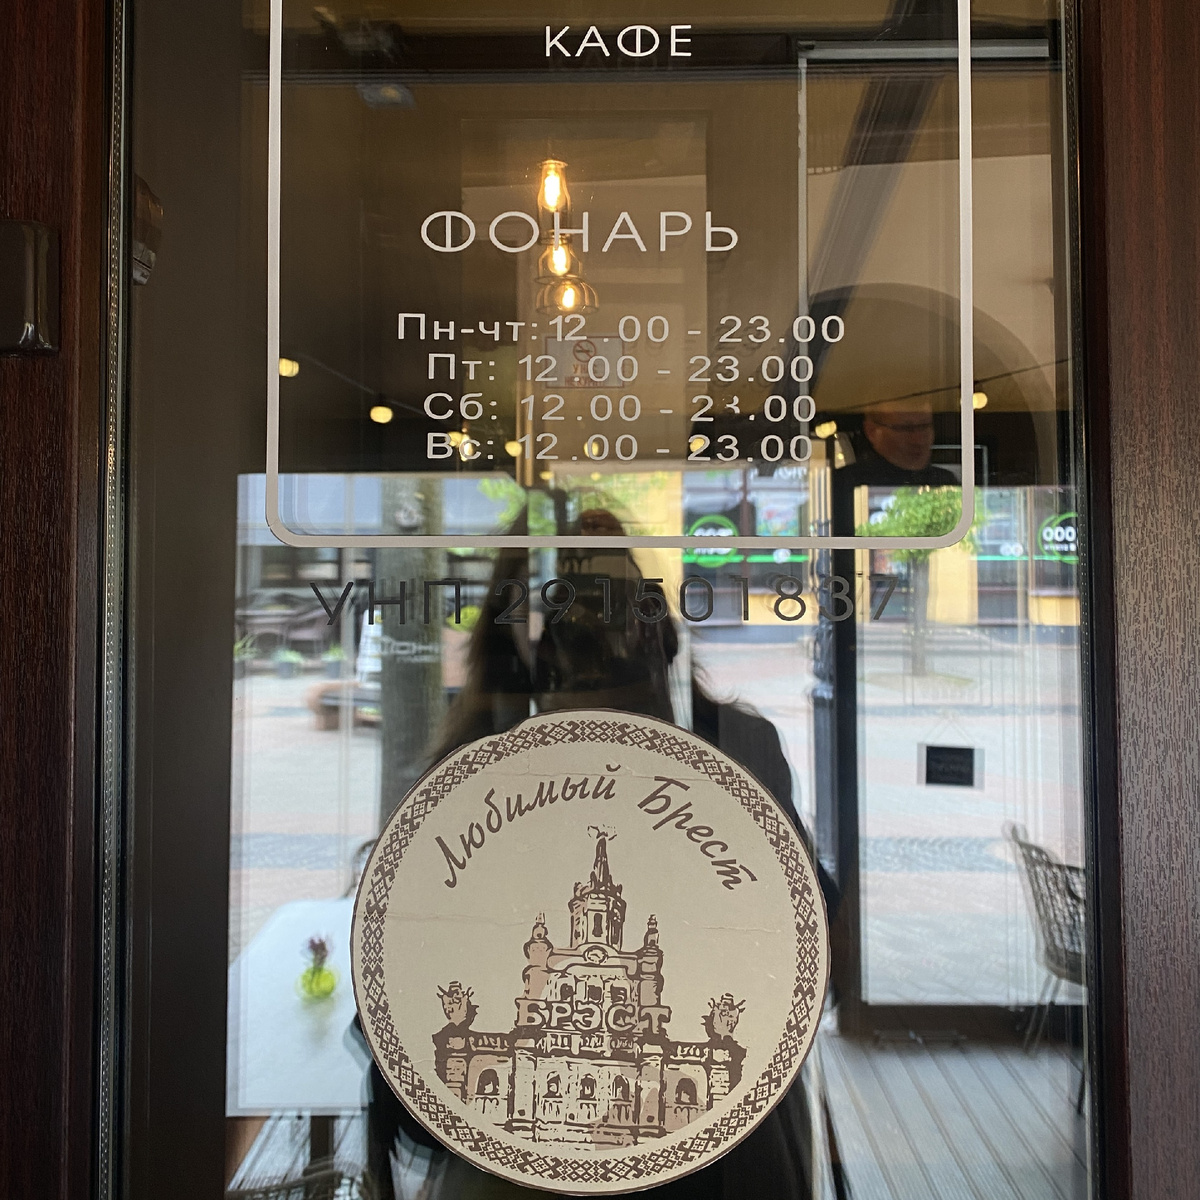 КАФЕ
ФОНАРЬ
Пн-чт: 12.00 - 23.00
Пт: 12.00 - 23.00
Сб: 12.00 - 23.00
Вс: 12.00 - 23.00
УНП 291501837
Любимый Брест
БРЭСТ